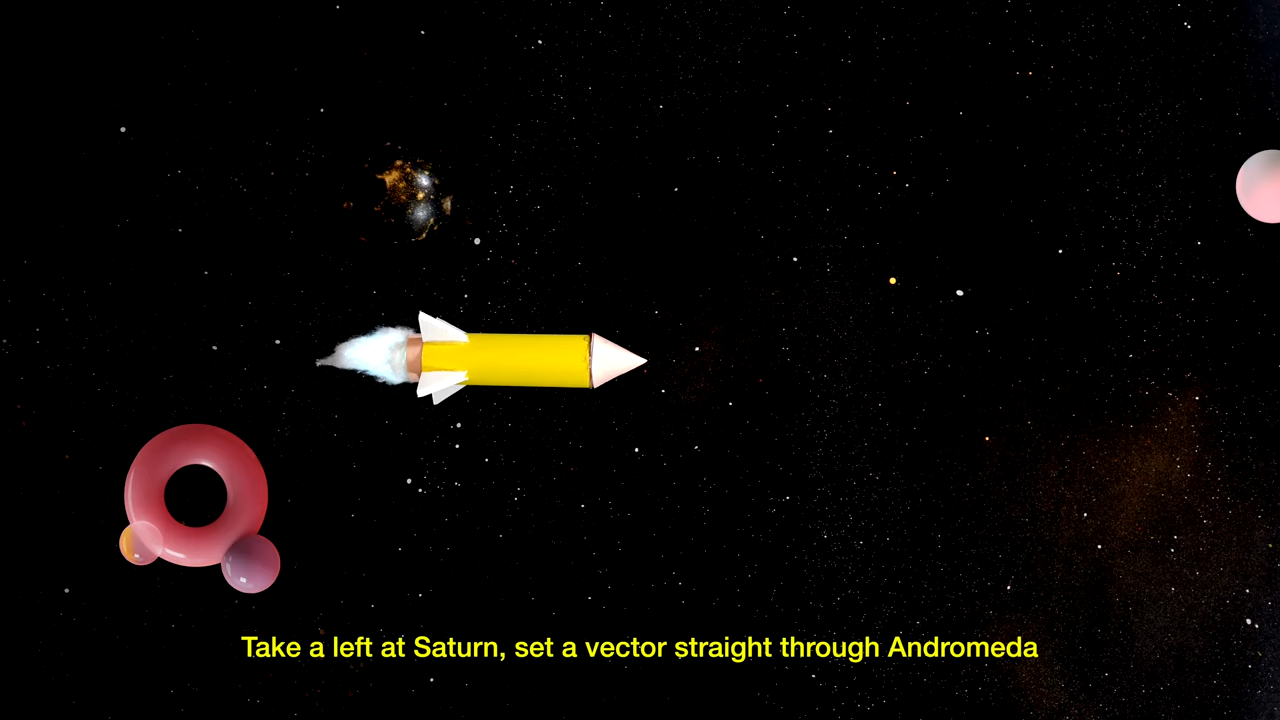 Take a left at Saturn, set a vector straight through Andromeda